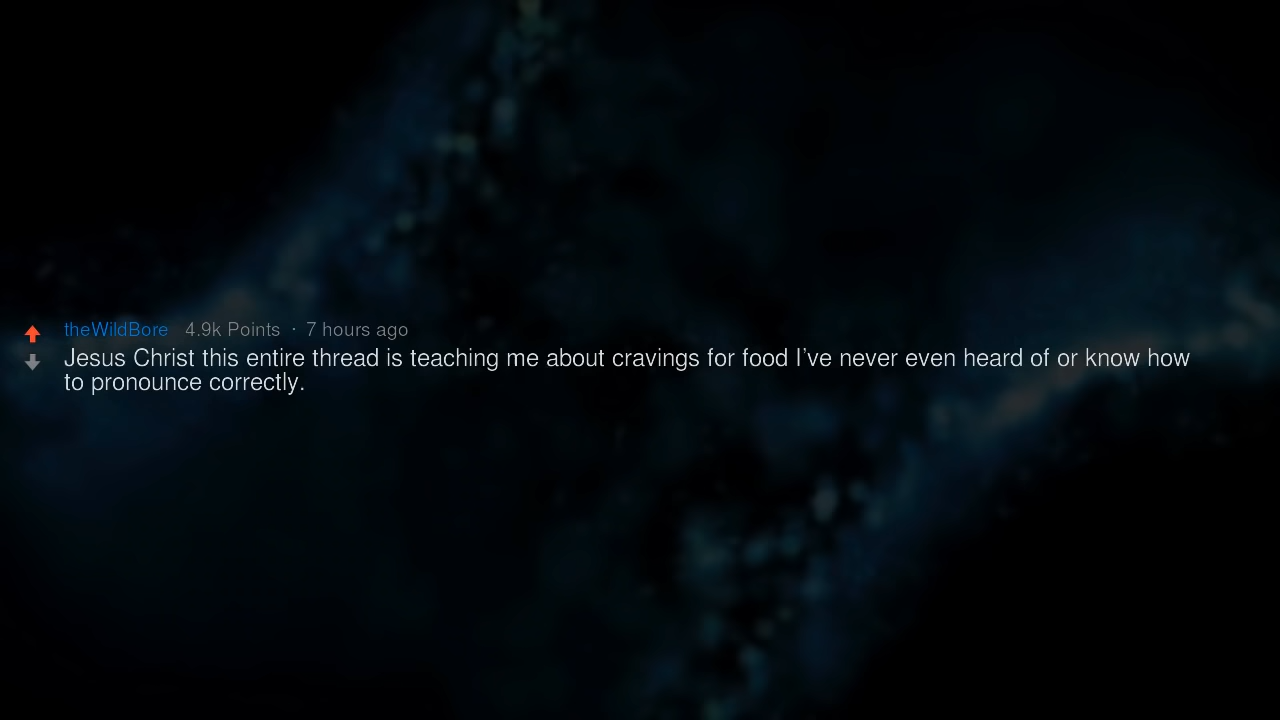 theWildBore 4.9k Points · 7 hours ago
Jesus Christ this entire thread is teaching me about cravings for food I've never even heard of or know how
to pronounce correctly.